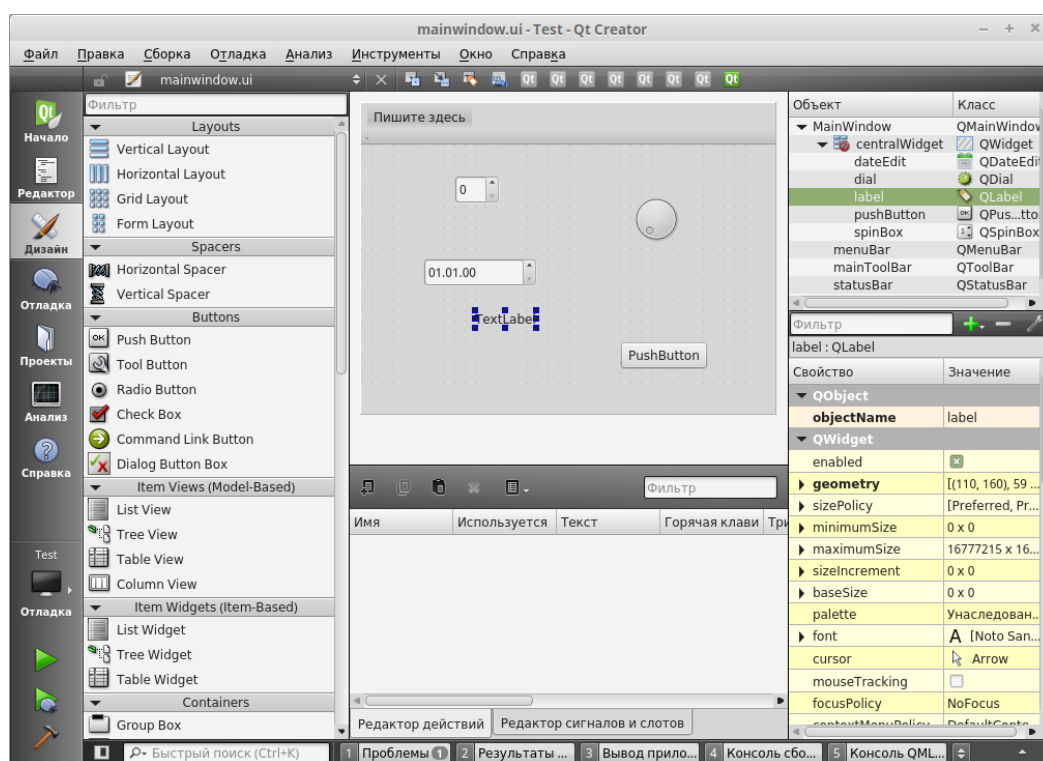 mainwindow.ui - Test - Qt Creator
Файл Правка Сборка Отладка Анализ Инструменты Окно Справка
mainwindow.ui
Начало
Редактор
Дизайн
Отладка
Проекты
Анализ
Справка
Test
Отладка
Фильтр
Layouts
Vertical Layout
Horizontal Layout
Grid Layout
Form Layout
Spacers
Horizontal Spacer
Vertical Spacer
Buttons
Push Button
Tool Button
Radio Button
Check Box
Command Link Button
Dialog Button Box
Item Views (Model-Based)
List View
Tree View
Table View
Column View
Item Widgets (Item-Based)
List Widget
Tree Widget
Table Widget
Containers
Group Box
Пишите здесь
0
01.01.00
TextLabel
PushButton
Фильтр
Имя Используется Текст Горячая клави Три
Редактор действий Редактор сигналов и слотов
Объект Класс
MainWindow QMainWindow
centralWidget QWidget
dateEdit QDateEdit
dial QDial
label QLabel
pushButton QPus...tto
spinBox QSpinBox
menuBar QMenuBar
mainToolBar QToolBar
statusBar QStatusBar
Фильтр
label : QLabel
Свойство Значение
QObject
objectName label
QWidget
enabled
geometry [(110, 160), 59 ...
sizePolicy [Preferred, Pr...
minimumSize 0 x 0
maximumSize 16777215 x 16...
sizeIncrement 0 x 0
baseSize 0 x 0
palette Унаследован..
font A [Noto San...
cursor Arrow
mouseTracking
focusPolicy NoFocus
contextMenuPolicy DefaultConte
Быстрый поиск (Ctrl+K) 1 Проблемы 1 2 Результаты ... 3 Вывод прило... 4 Консоль сбо... 5 Консоль QML...